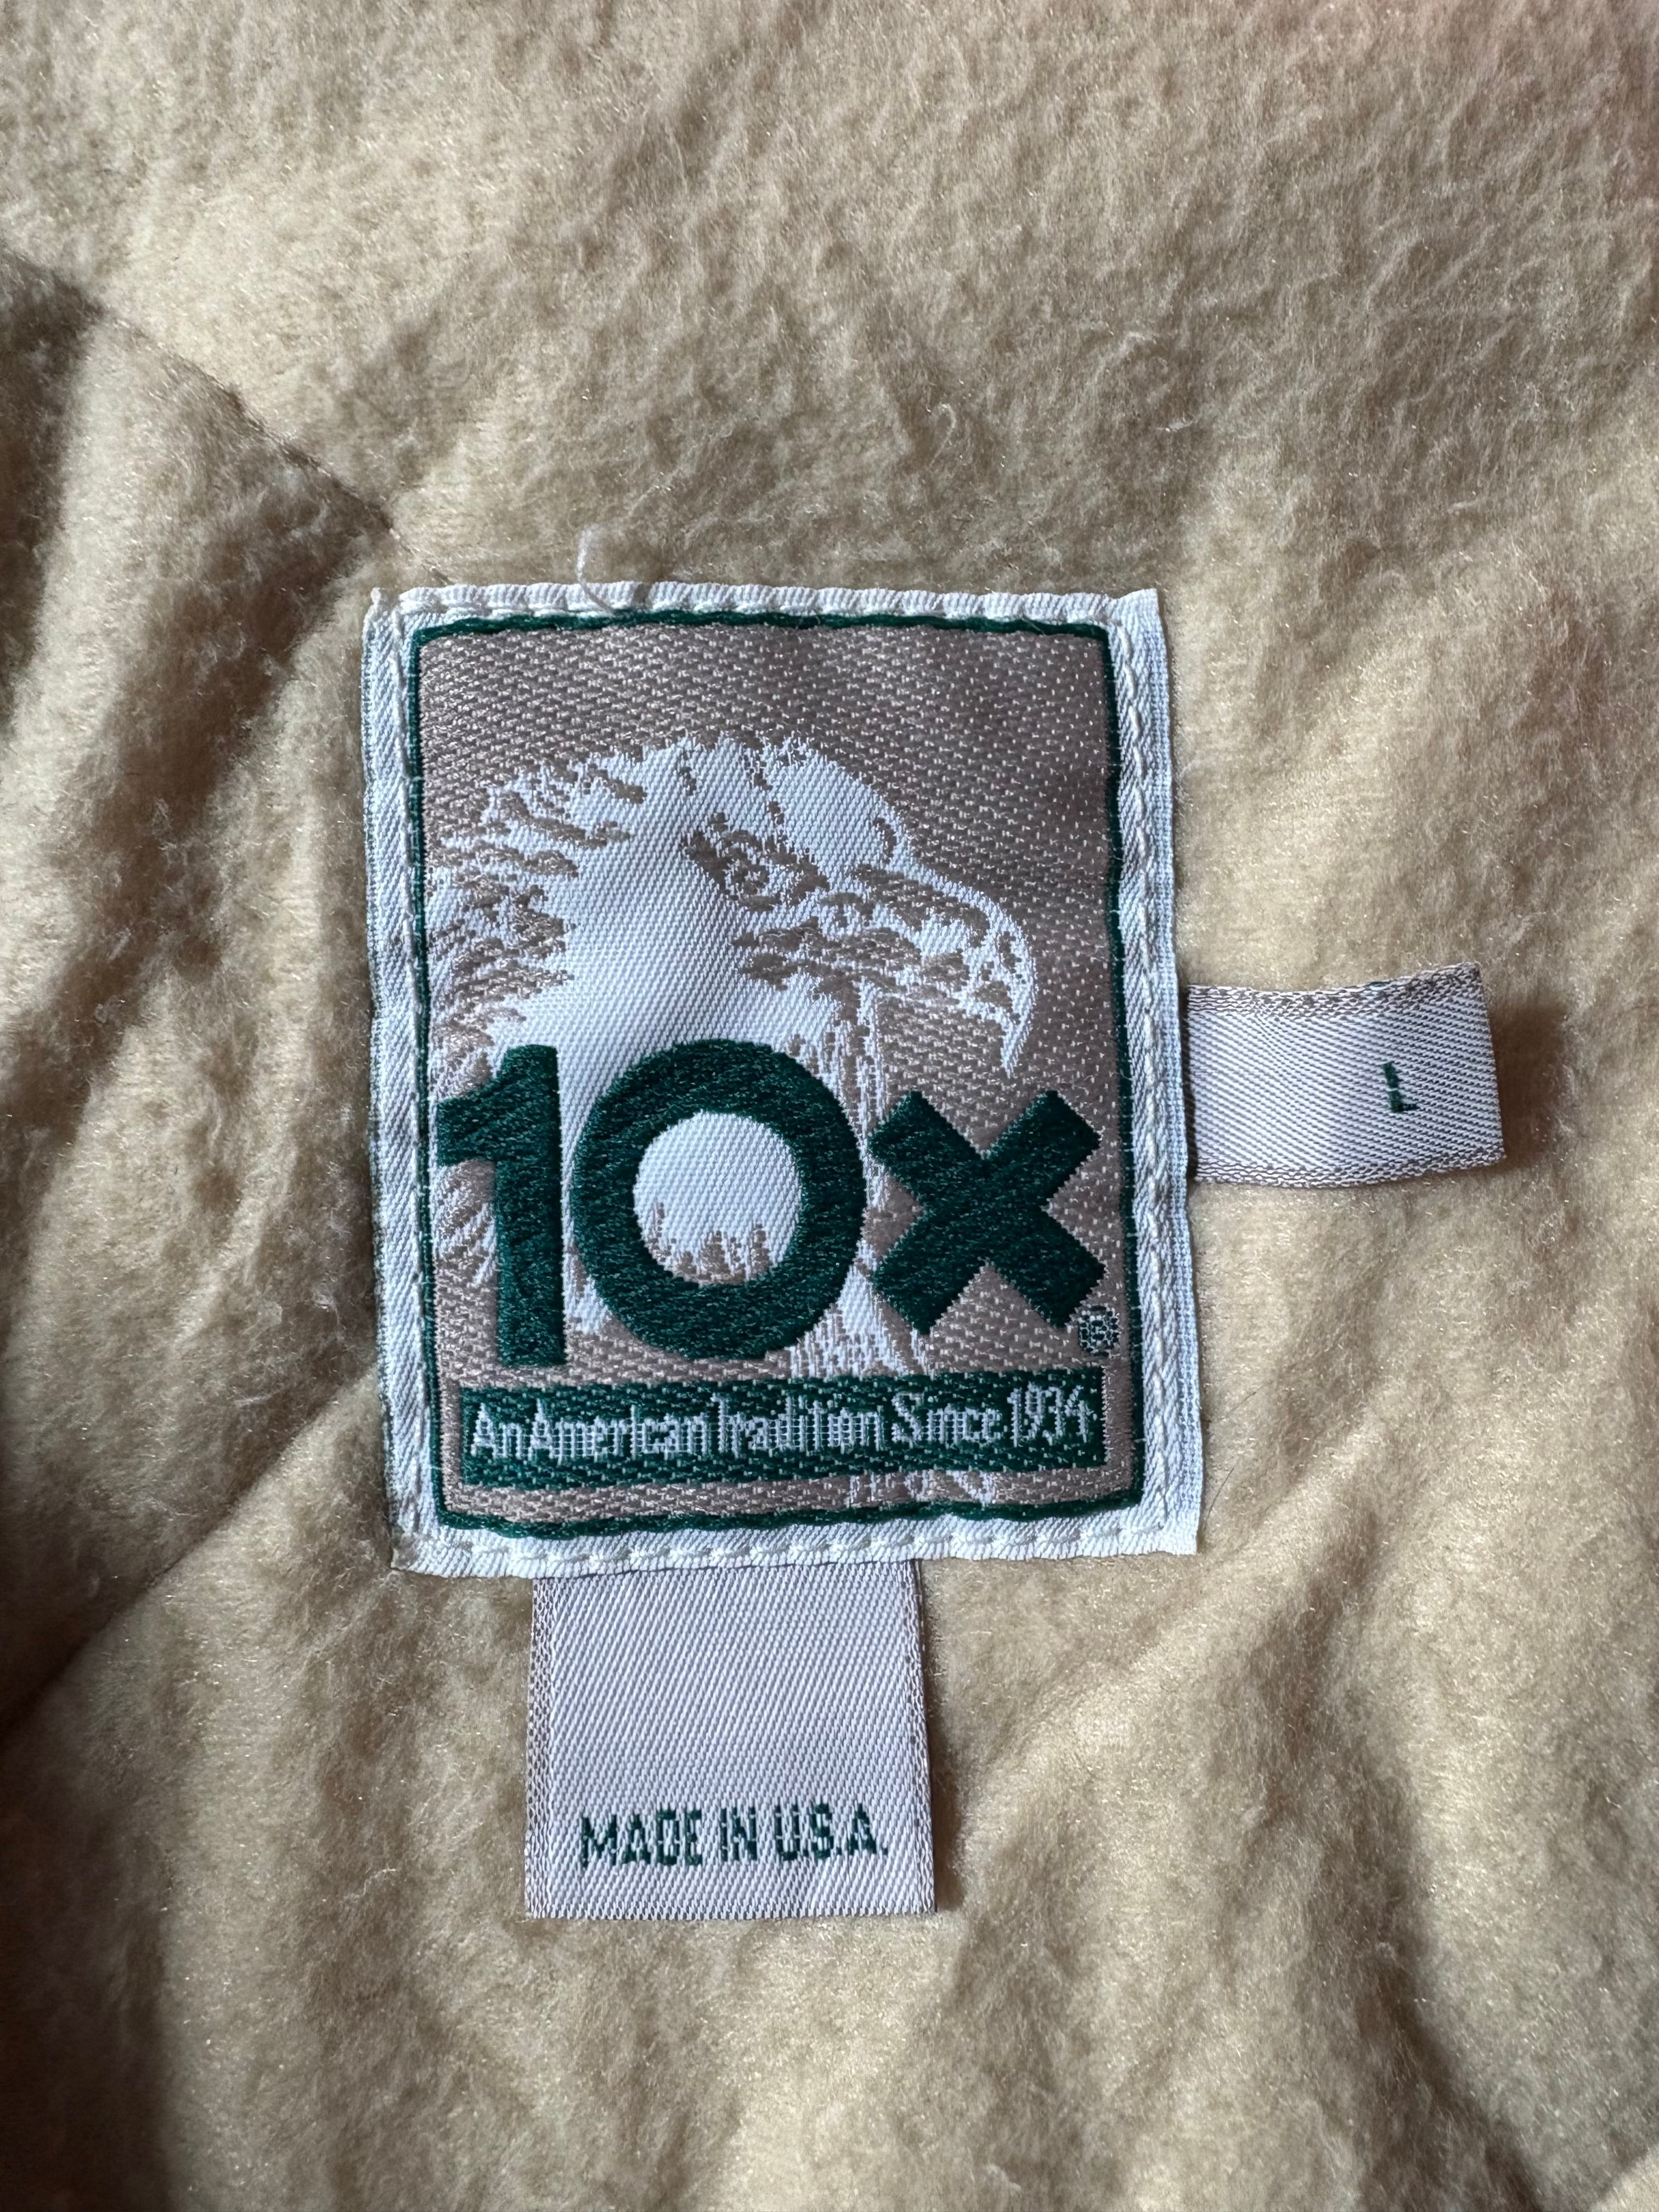 10x®
An American Tradition Since 1934
L
MADE IN U.S.A.